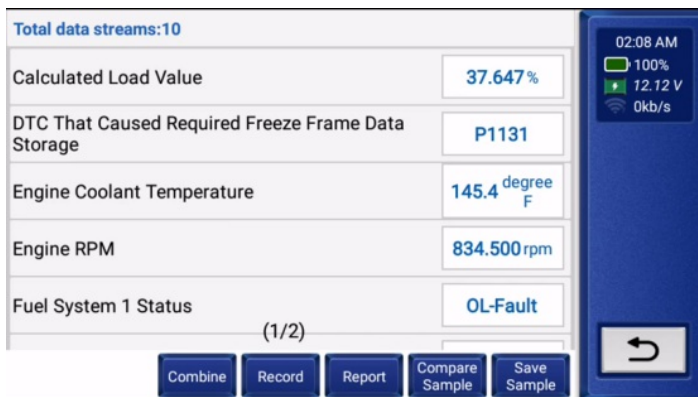 Total data streams:10
02:08 AM
100%
12.12 V
0kb/s
Calculated Load Value
37.647 %
DTC That Caused Required Freeze Frame Data
Storage
P1131
Engine Coolant Temperature
145.4 degree
F
Engine RPM
834.500 rpm
Fuel System 1 Status
OL-Fault
(1/2)
Combine
Record
Report
Compare
Sample
Save
Sample